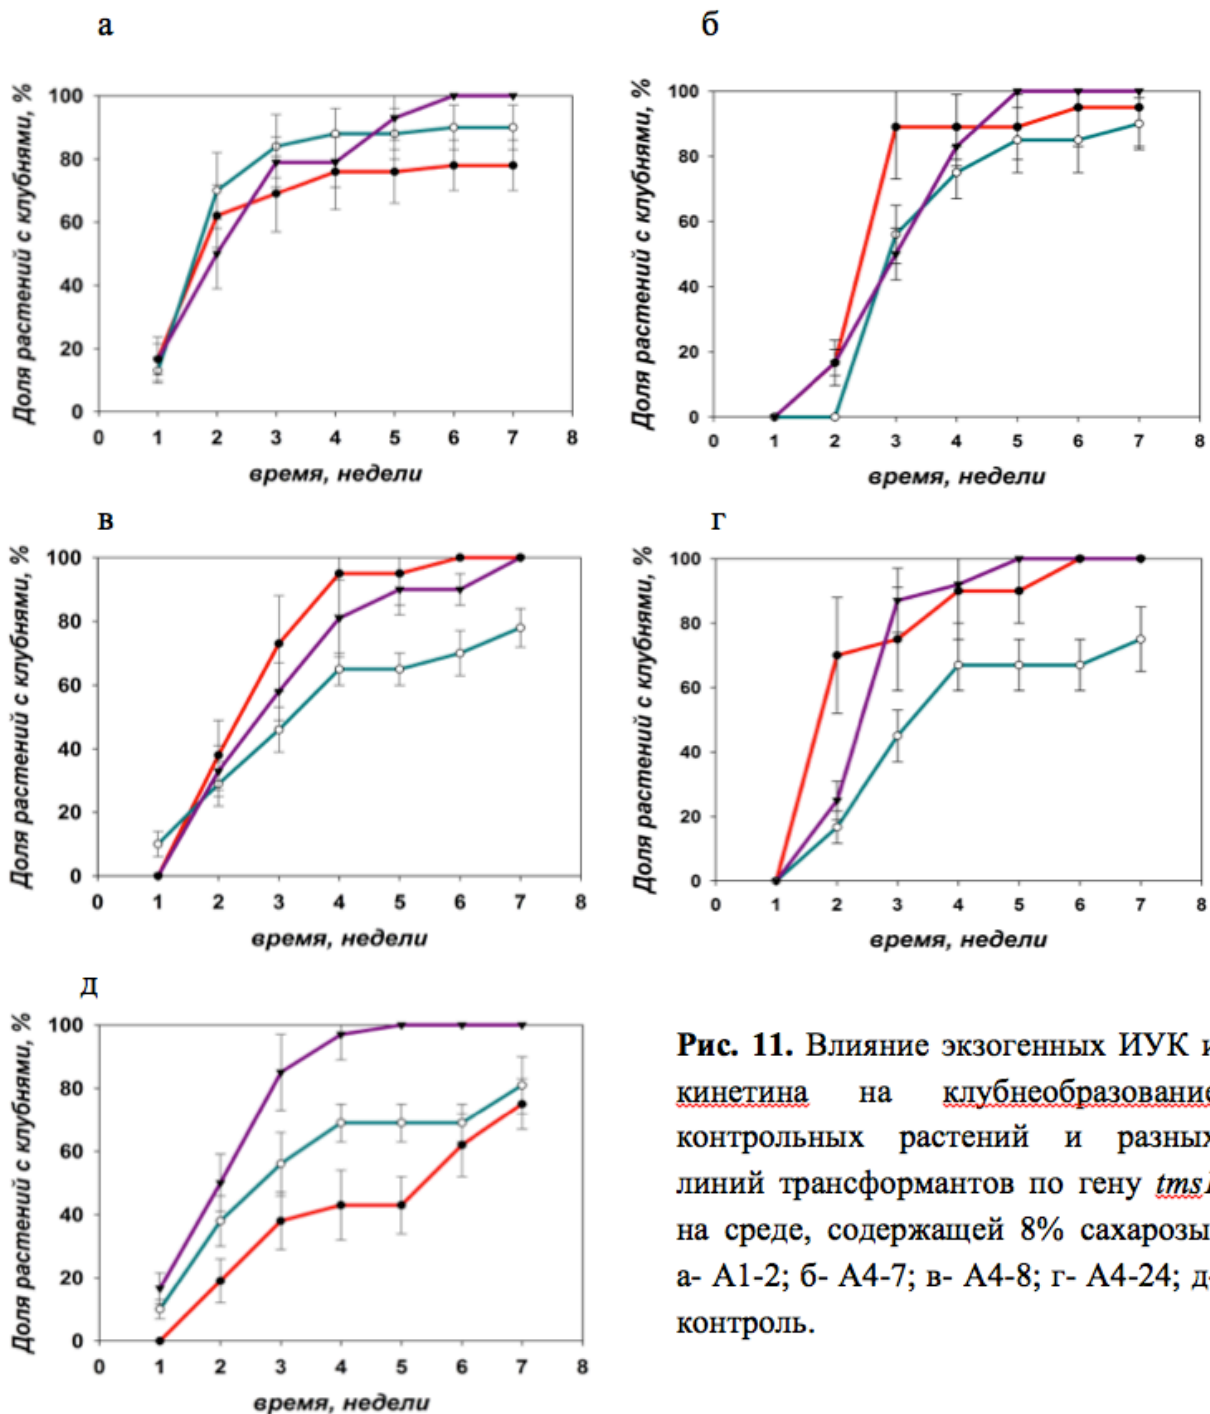 а
б
Доля растений с клубнями, %
100
80
60
40
20
0
0 1 2 3 4 5 6 7 8
время, недели
Доля растений с клубнями, %
100
80
60
40
20
0
0 1 2 3 4 5 6 7 8
время, недели
в
г
Доля растений с клубнями, %
100
80
60
40
20
0
0 1 2 3 4 5 6 7 8
время, недели
Доля растений с клубнями, %
100
80
60
40
20
0
0 1 2 3 4 5 6 7 8
время, недели
д
Доля растений с клубнями, %
100
80
60
40
20
0
0 1 2 3 4 5 6 7 8
время, недели
Рис. 11. Влияние экзогенных ИУК и
кинетина на клубнеобразование
контрольных растений и разных
линий трансформантов по гену tms1
на среде, содержащей 8% сахарозы:
а- А1-2; б- А4-7; в- А4-8; г- А4-24; д-
контроль.